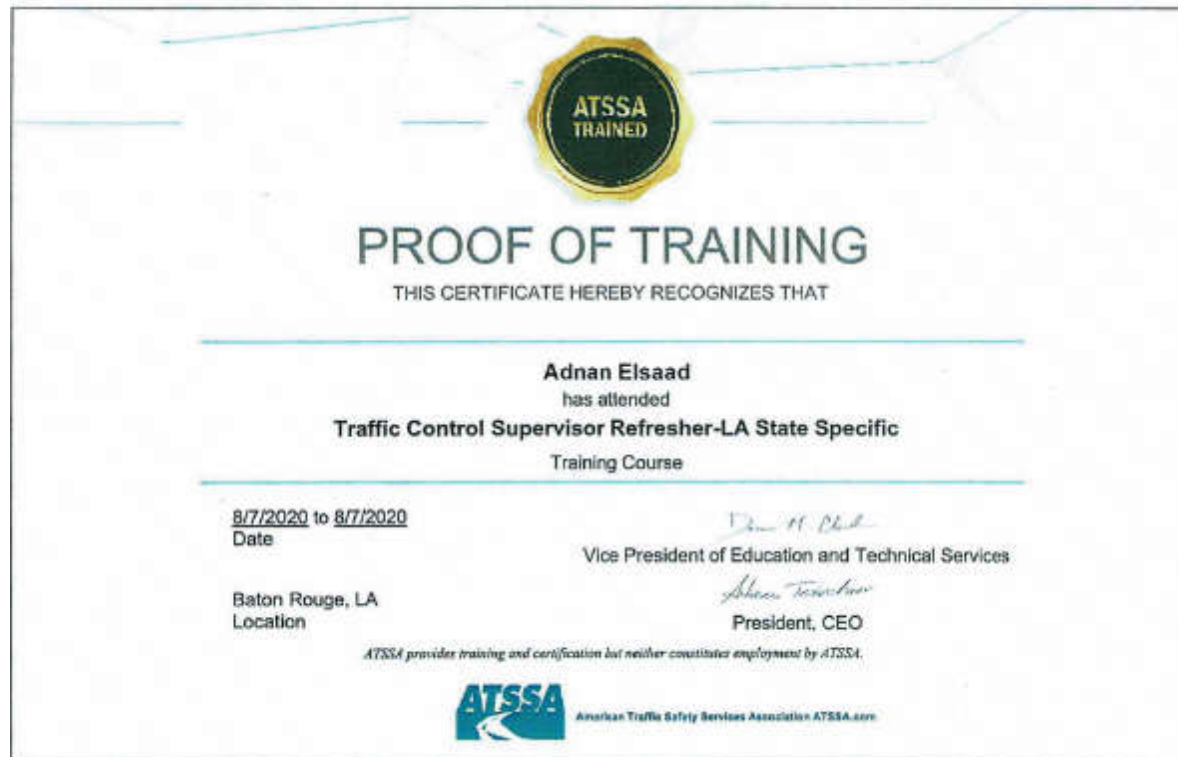 ATSSA
TRAINED
PROOF OF TRAINING
THIS CERTIFICATE HEREBY RECOGNIZES THAT
Adnan Elsaad
has attended
Traffic Control Supervisor Refresher-LA State Specific
Training Course
8/7/2020 to 8/7/2020
Date
Vice President of Education and Technical Services
Baton Rouge, LA
Location
President, CEO
ATSSA provides training and certification but neither constitutes employment by ATSSA.
ATSSA
American Traffic Safety Services Association ATSSA.com